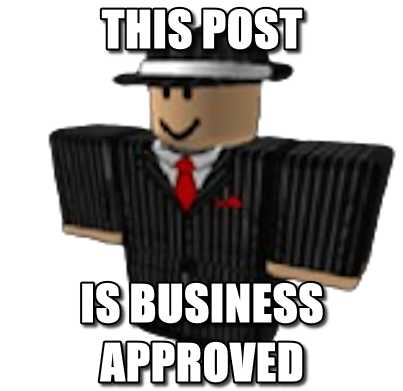 THIS POST
IS BUSINESS
APPROVED